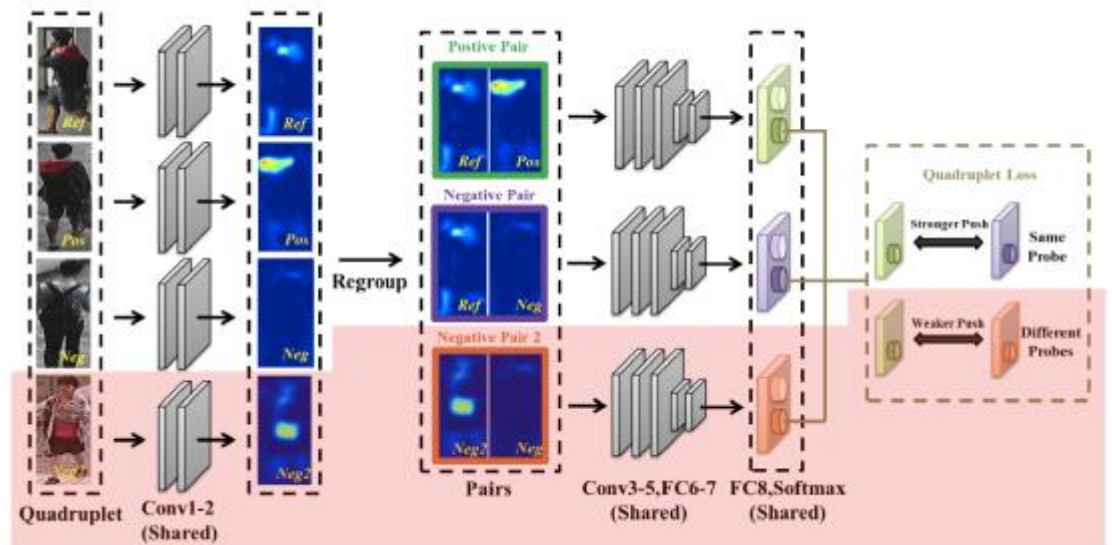 Ref
Pos
Neg
Neg2
Quadruplet
Conv1-2
(Shared)
Ref
Pos
Neg
Neg2
Regroup
Postive Pair
Ref
Pos
Negative Pair
Ref
Neg
Negative Pair 2
Neg2
Neg
Pairs
Conv3-5,FC6-7
(Shared)
FC8,Softmax
(Shared)
Quadruplet Loss
Stronger Push
Same
Probe
Weaker Push
Different
Probes